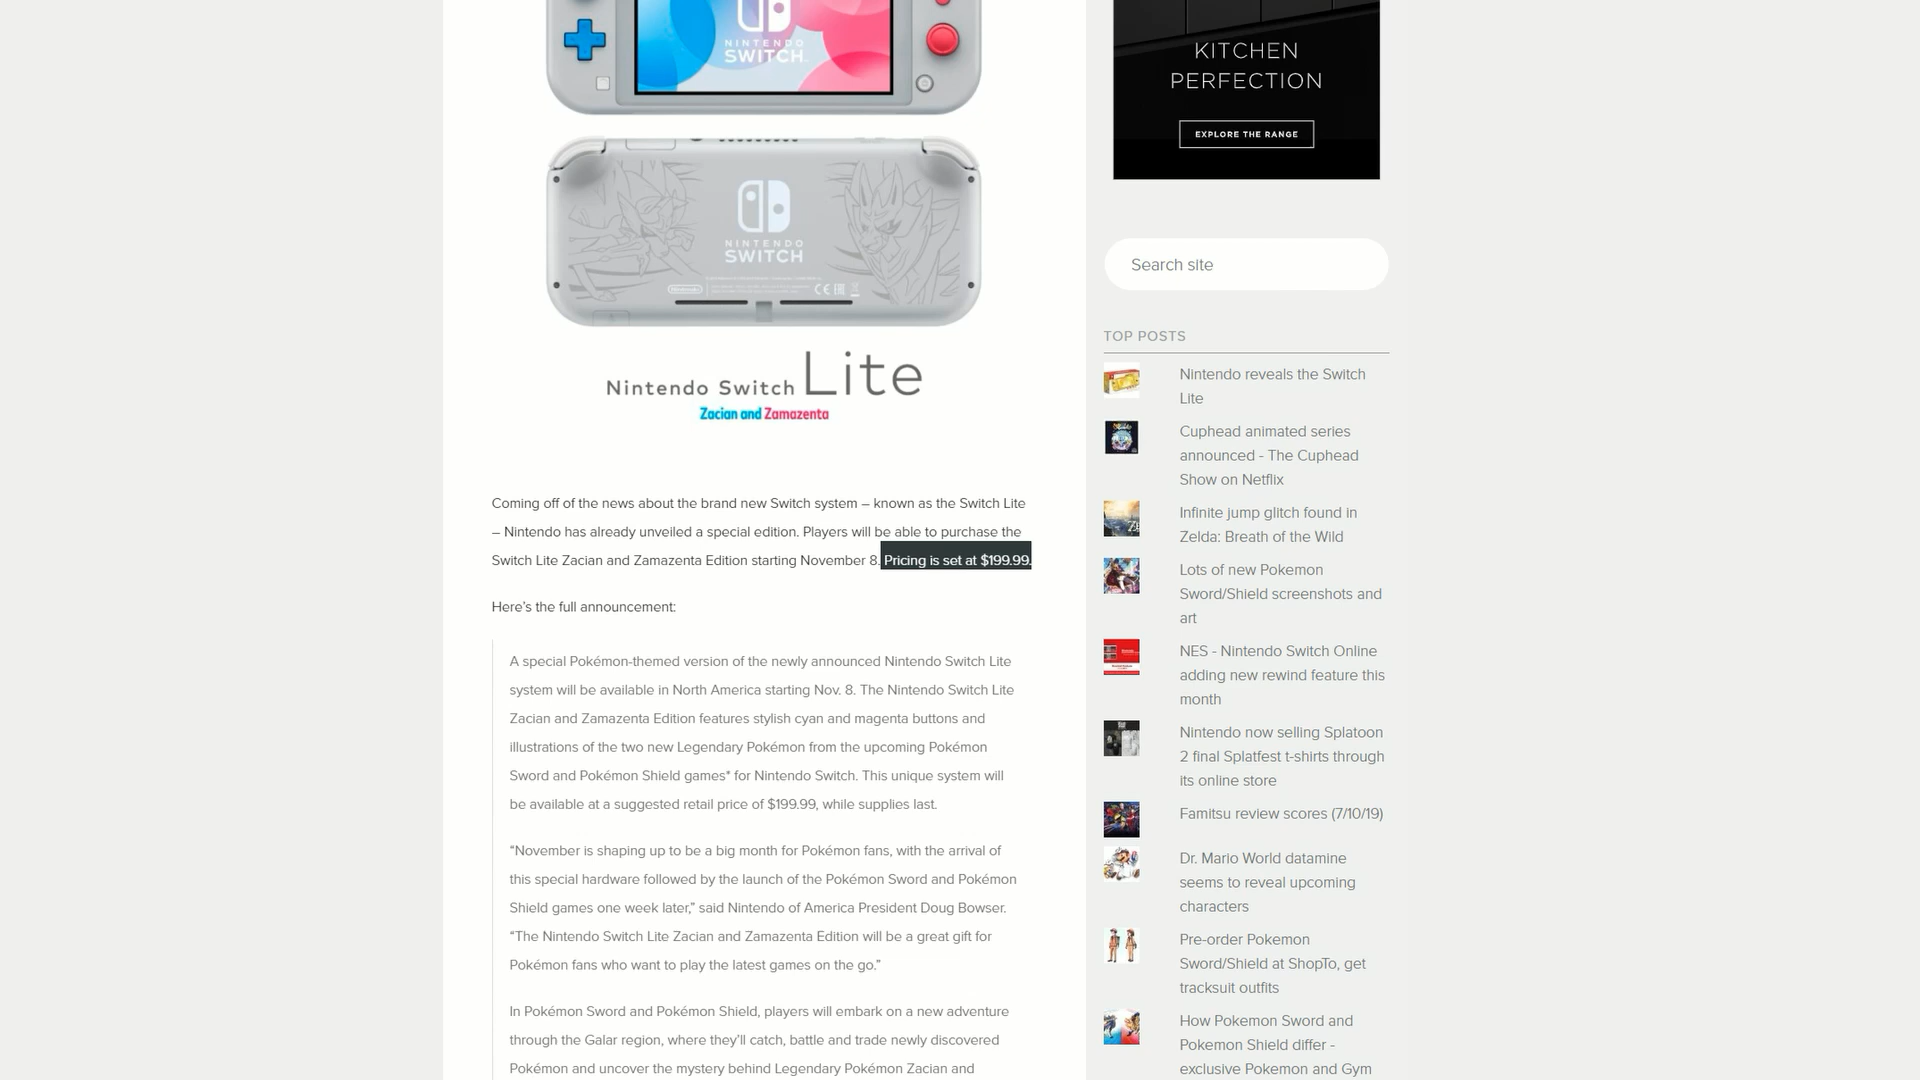 NINTENDO
SWITCH
NINTENDO
SWITCH
Nintendo
CE
Nintendo Switch Lite
Zacian and Zamazenta
Coming off of the news about the brand new Switch system – known as the Switch Lite
– Nintendo has already unveiled a special edition. Players will be able to purchase the
Switch Lite Zacian and Zamazenta Edition starting November 8. Pricing is set at $199.99.
Here’s the full announcement:
A special Pokémon-themed version of the newly announced Nintendo Switch Lite
system will be available in North America starting Nov. 8. The Nintendo Switch Lite
Zacian and Zamazenta Edition features stylish cyan and magenta buttons and
illustrations of the two new Legendary Pokémon from the upcoming Pokémon
Sword and Pokémon Shield games* for Nintendo Switch. This unique system will
be available at a suggested retail price of $199.99, while supplies last.
“November is shaping up to be a big month for Pokémon fans, with the arrival of
this special hardware followed by the launch of the Pokémon Sword and Pokémon
Shield games one week later,” said Nintendo of America President Doug Bowser.
“The Nintendo Switch Lite Zacian and Zamazenta Edition will be a great gift for
Pokémon fans who want to play the latest games on the go.”
In Pokémon Sword and Pokémon Shield, players will embark on a new adventure
through the Galar region, where they’ll catch, battle and trade newly discovered
Pokémon and uncover the mystery behind Legendary Pokémon Zacian and
KITCHEN
PERFECTION
EXPLORE THE RANGE
Search site
TOP POSTS
Nintendo reveals the Switch
Lite
Cuphead animated series
announced - The Cuphead
Show on Netflix
Infinite jump glitch found in
Zelda: Breath of the Wild
Lots of new Pokemon
Sword/Shield screenshots and
art
NES - Nintendo Switch Online
adding new rewind feature this
month
Nintendo now selling Splatoon
2 final Splatfest t-shirts through
its online store
Famitsu review scores (7/10/19)
Dr. Mario World datamine
seems to reveal upcoming
characters
Pre-order Pokemon
Sword/Shield at ShopTo, get
tracksuit outfits
How Pokemon Sword and
Pokemon Shield differ -
exclusive Pokemon and Gym